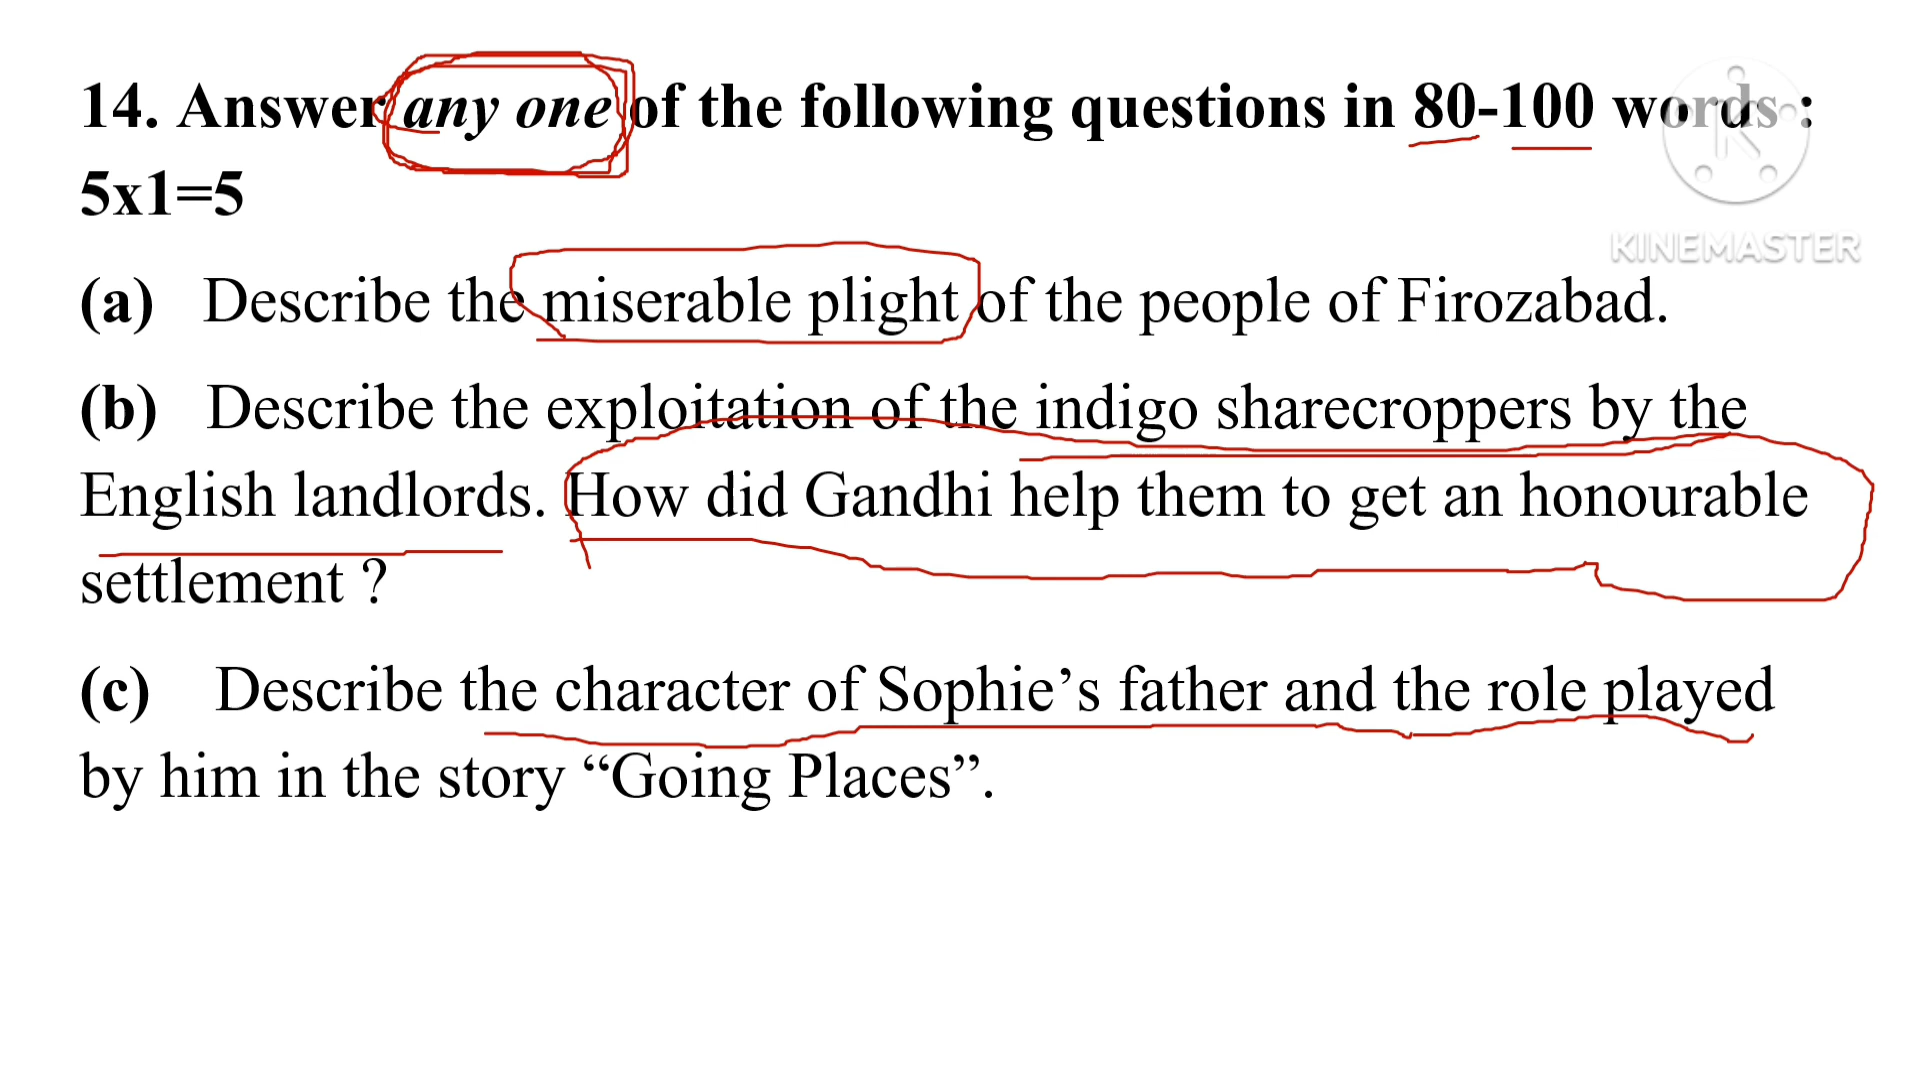 14. Answer any one of the following questions in 80-100 words :
5x1=5
KINEMASTER
(a) Describe the miserable plight of the people of Firozabad.
(b) Describe the exploitation of the indigo sharecroppers by the
English landlords. How did Gandhi help them to get an honourable
settlement ?
(c) Describe the character of Sophie’s father and the role played
by him in the story “Going Places”.